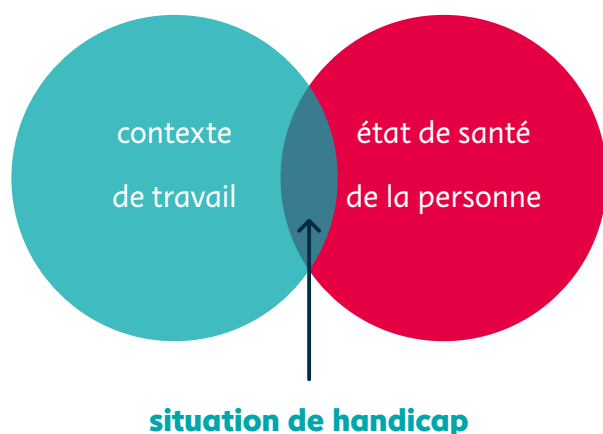 contexte
de travail
état de santé
de la personne
situation de handicap